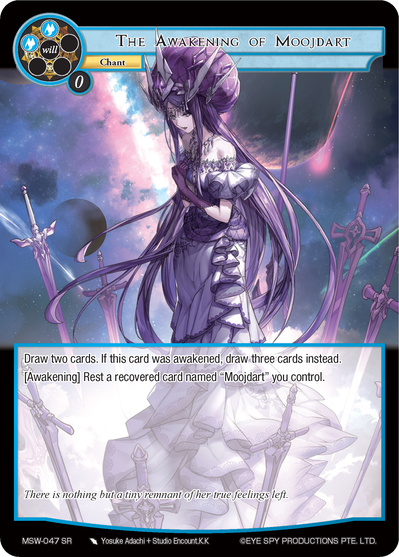 The Awakening of Moojdart
will
Chant
0
Draw two cards. If this card was awakened, draw three cards instead.
[Awakening] Rest a recovered card named “Moojdart” you control.
There is nothing but a tiny remnant of her true feelings left.
MSW-047 SR Yosuke Adachi+Studio Encount.K.K ©EYE SPY PRODUCTIONS PTE. LTD.